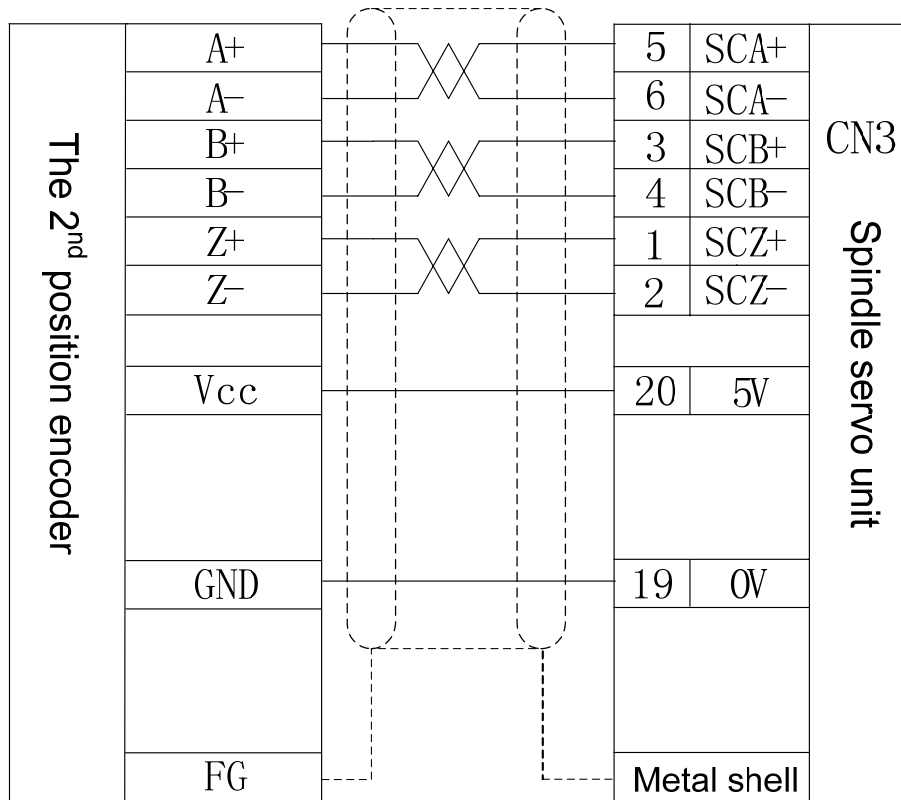 The 2nd position encoder
A+ 5 SCA+
A− 6 SCA−
B+ 3 SCB+
B− 4 SCB−
Z+ 1 SCZ+
Z− 2 SCZ−
Vcc 20 5V
GND 19 0V
FG Metal shell
CN3
Spindle servo unit